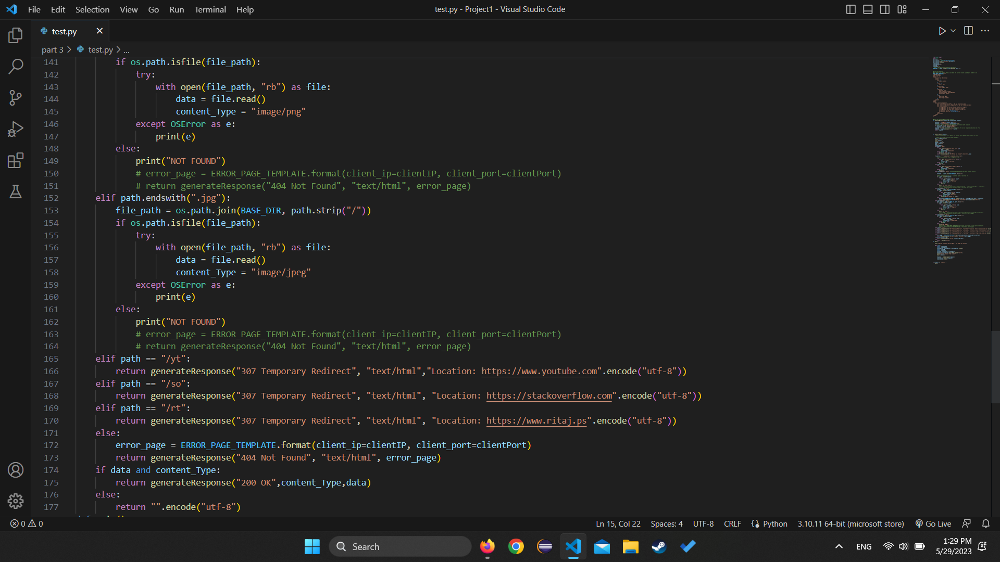 File Edit Selection View Go Run Terminal Help
test.py - Project1 - Visual Studio Code
test.py
part 3 > test.py > ...
141 if os.path.isfile(file_path):
142 try:
143 with open(file_path, "rb") as file:
144 data = file.read()
145 content_Type = "image/png"
146 except OSError as e:
147 print(e)
148 else:
149 print("NOT FOUND")
150 # error_page = ERROR_PAGE_TEMPLATE.format(client_ip=clientIP, client_port=clientPort)
151 # return generateResponse("404 Not Found", "text/html", error_page)
152 elif path.endswith(".jpg"):
153 file_path = os.path.join(BASE_DIR, path.strip("/"))
154 if os.path.isfile(file_path):
155 try:
156 with open(file_path, "rb") as file:
157 data = file.read()
158 content_Type = "image/jpeg"
159 except OSError as e:
160 print(e)
161 else:
162 print("NOT FOUND")
163 # error_page = ERROR_PAGE_TEMPLATE.format(client_ip=clientIP, client_port=clientPort)
164 # return generateResponse("404 Not Found", "text/html", error_page)
165 elif path == "/yt":
166 return generateResponse("307 Temporary Redirect", "text/html","Location: https://www.youtube.com".encode("utf-8"))
167 elif path == "/so":
168 return generateResponse("307 Temporary Redirect", "text/html", "Location: https://stackoverflow.com".encode("utf-8"))
169 elif path == "/rt":
170 return generateResponse("307 Temporary Redirect", "text/html", "Location: https://www.ritaj.ps".encode("utf-8"))
171 else:
172 error_page = ERROR_PAGE_TEMPLATE.format(client_ip=clientIP, client_port=clientPort)
173 return generateResponse("404 Not Found", "text/html", error_page)
174 if data and content_Type:
175 return generateResponse("200 OK",content_Type,data)
176 else:
177 return "".encode("utf-8")
0 0 Ln 15, Col 22 Spaces: 4 UTF-8 CRLF Python 3.10.11 64-bit (microsoft store) Go Live
Search
ENG
1:29 PM
5/29/2023